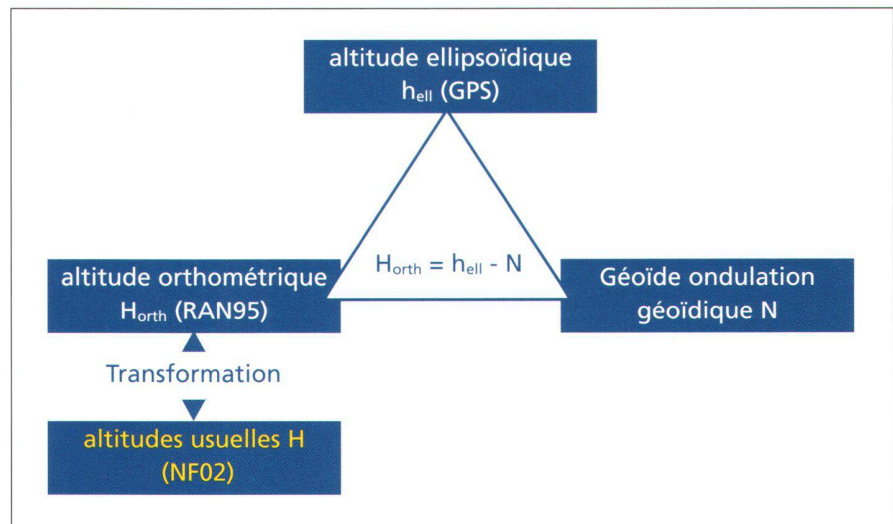 altitude ellipsoïdique
hell (GPS)
Horth = hell - N
altitude orthométrique
Horth (RAN95)
Géoïde ondulation
géoïdique N
Transformation
altitudes usuelles H
(NF02)